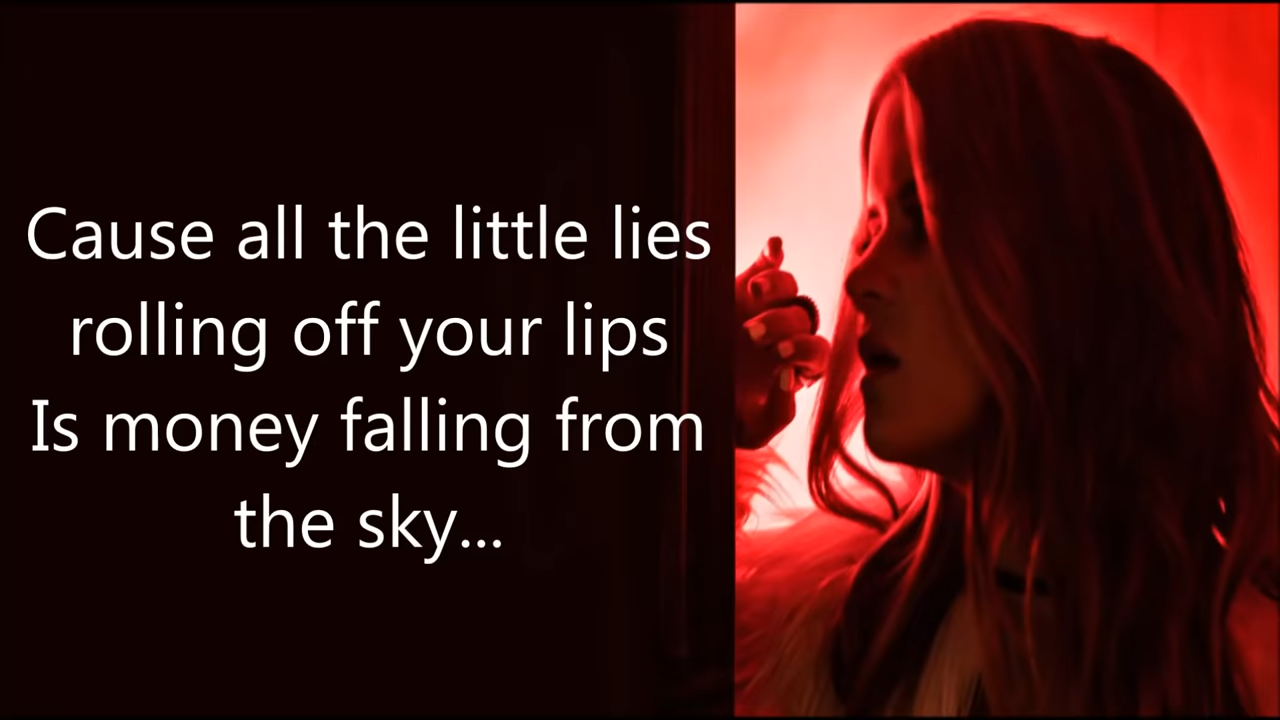 Cause all the little lies
rolling off your lips
Is money falling from
the sky...